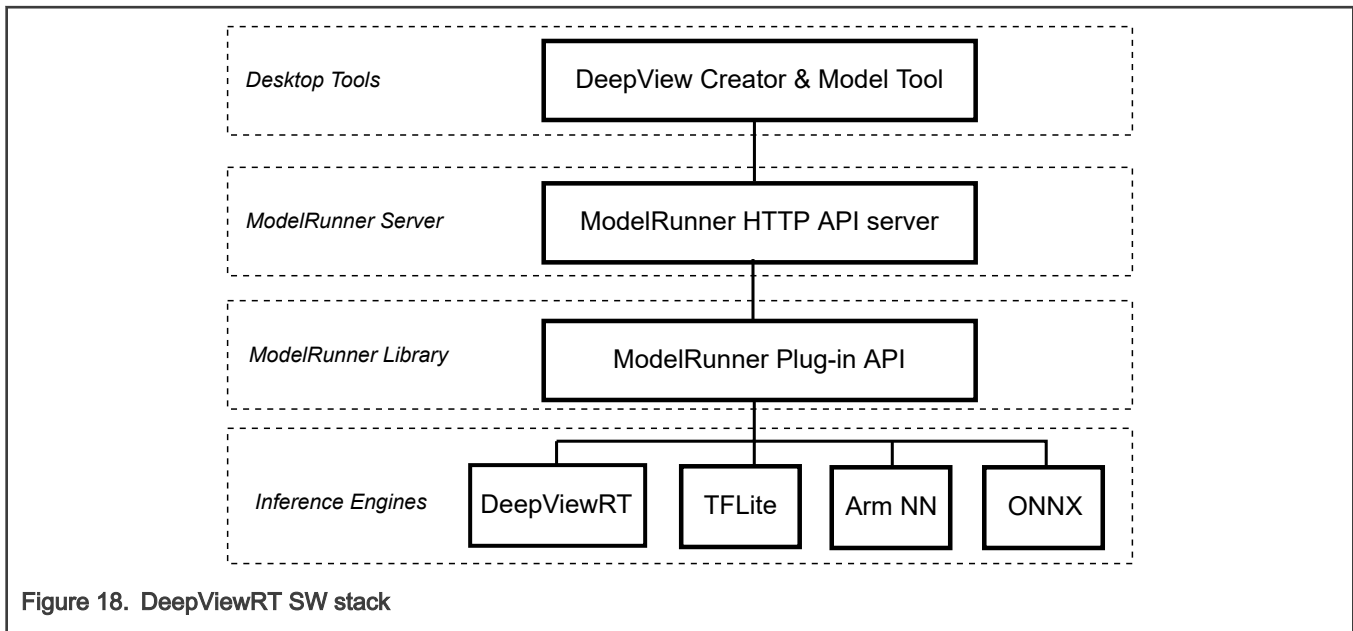 Desktop Tools
DeepView Creator & Model Tool
ModelRunner Server
ModelRunner HTTP API server
ModelRunner Library
ModelRunner Plug-in API
Inference Engines
DeepViewRT
TFLite
Arm NN
ONNX
Figure 18. DeepViewRT SW stack